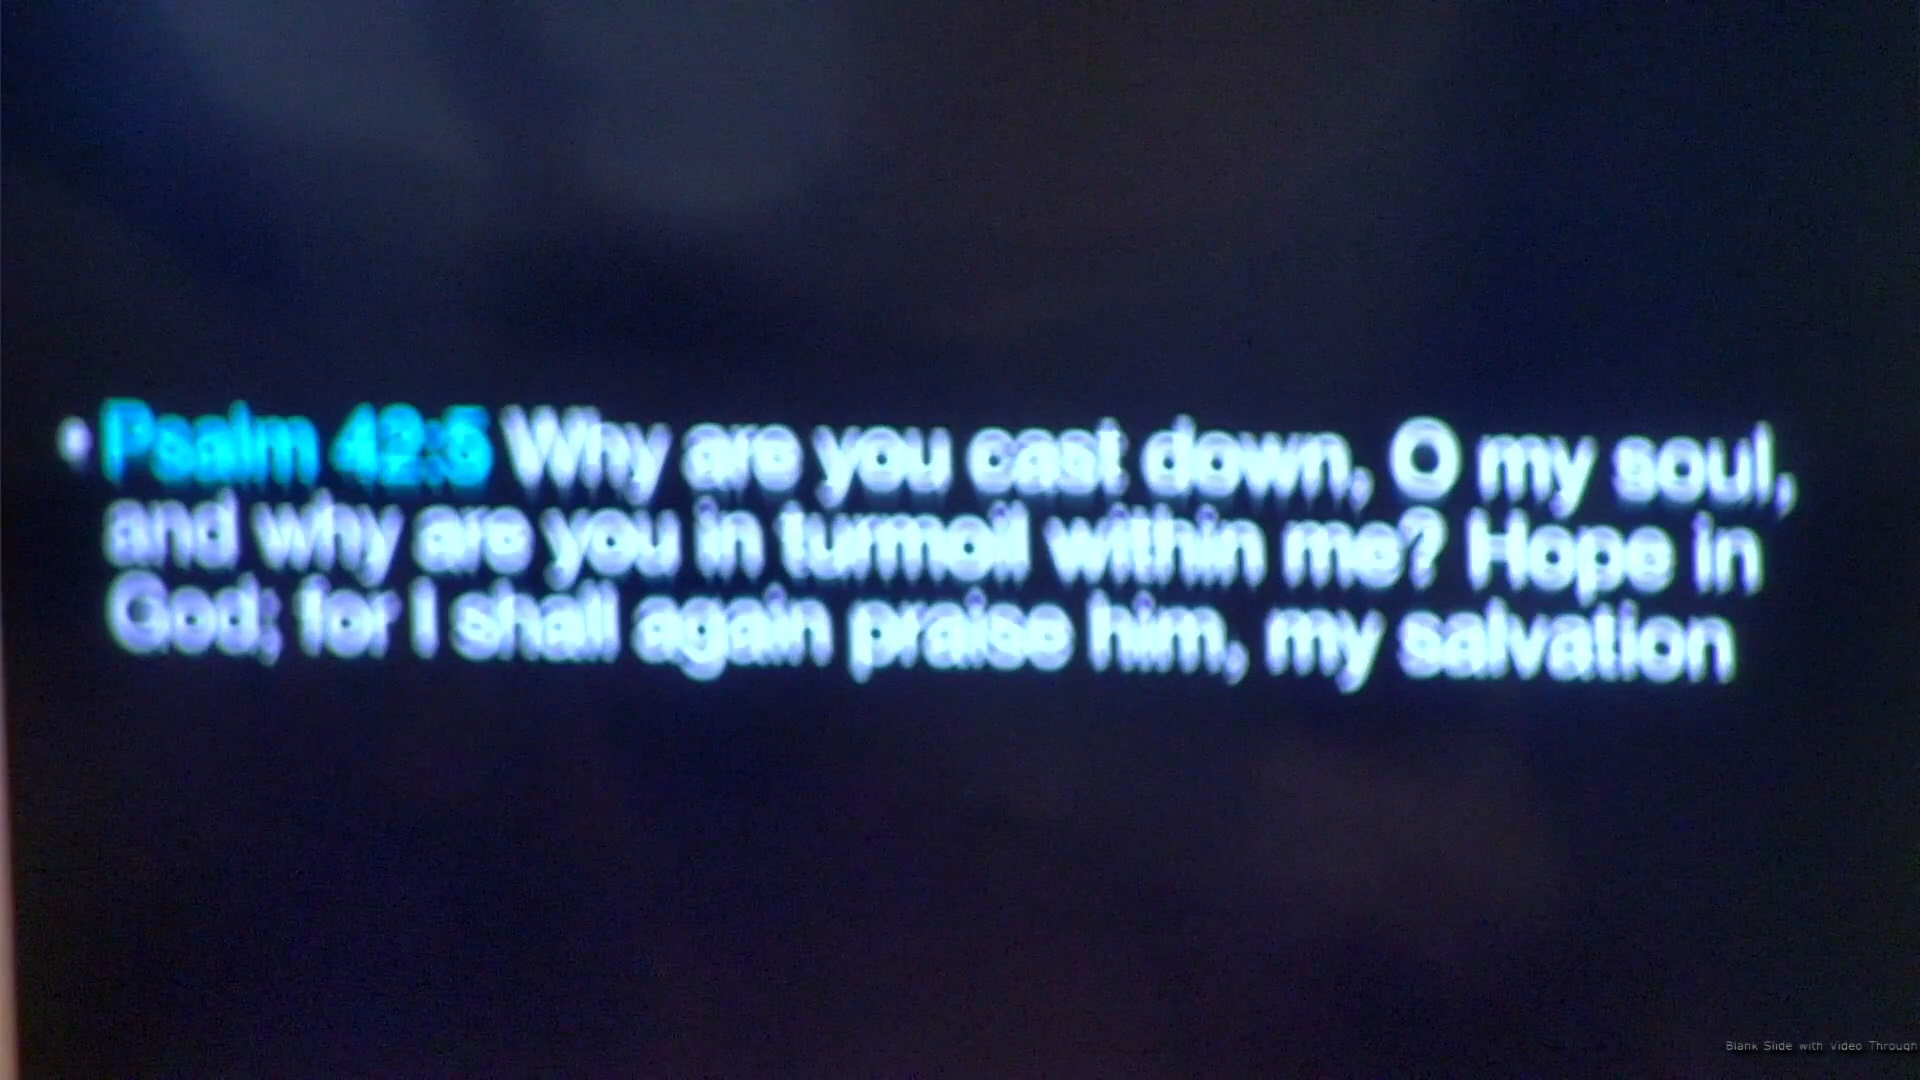 • Psalm 42:5 Why are you cast down, O my soul,
and why are you in turmoil within me? Hope in
God; for I shall again praise him, my salvation
Blank Slide with Video Through